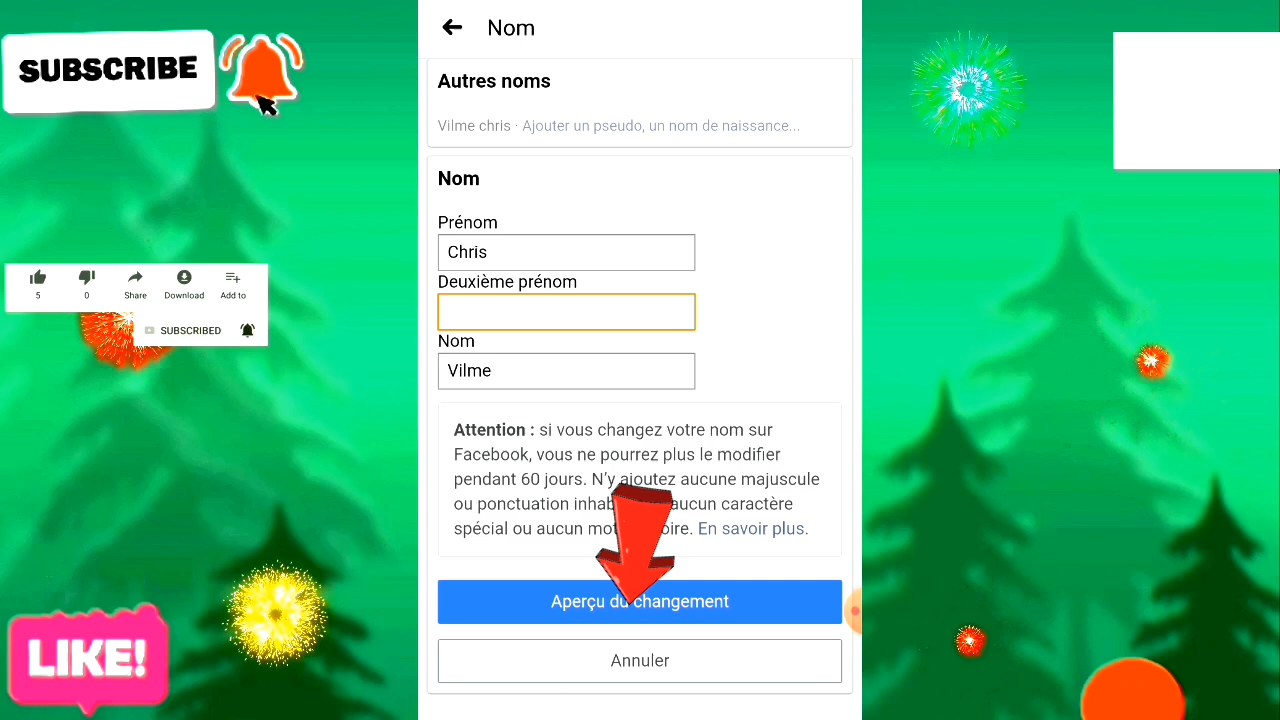 SUBSCRIBE
5 0 Share Download Add to
SUBSCRIBED
LIKE!
Nom
Autres noms
Vilme chris · Ajouter un pseudo, un nom de naissance...
Nom
Prénom
Chris
Deuxième prénom
Nom
Vilme
Attention : si vous changez votre nom sur
Facebook, vous ne pourrez plus le modifier
pendant 60 jours. N'y ajoutez aucune majuscule
ou ponctuation aucun caractère
spécial ou aucun En savoir plus.
Aperçu du changement
Annuler